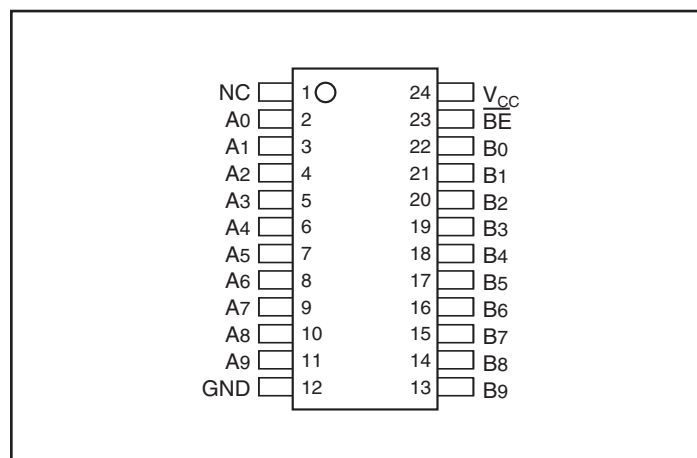 NC 1 24 VCC
A0 2 23 BE
A1 3 22 B0
A2 4 21 B1
A3 5 20 B2
A4 6 19 B3
A5 7 18 B4
A6 8 17 B5
A7 9 16 B6
A8 10 15 B7
A9 11 14 B8
GND 12 13 B9